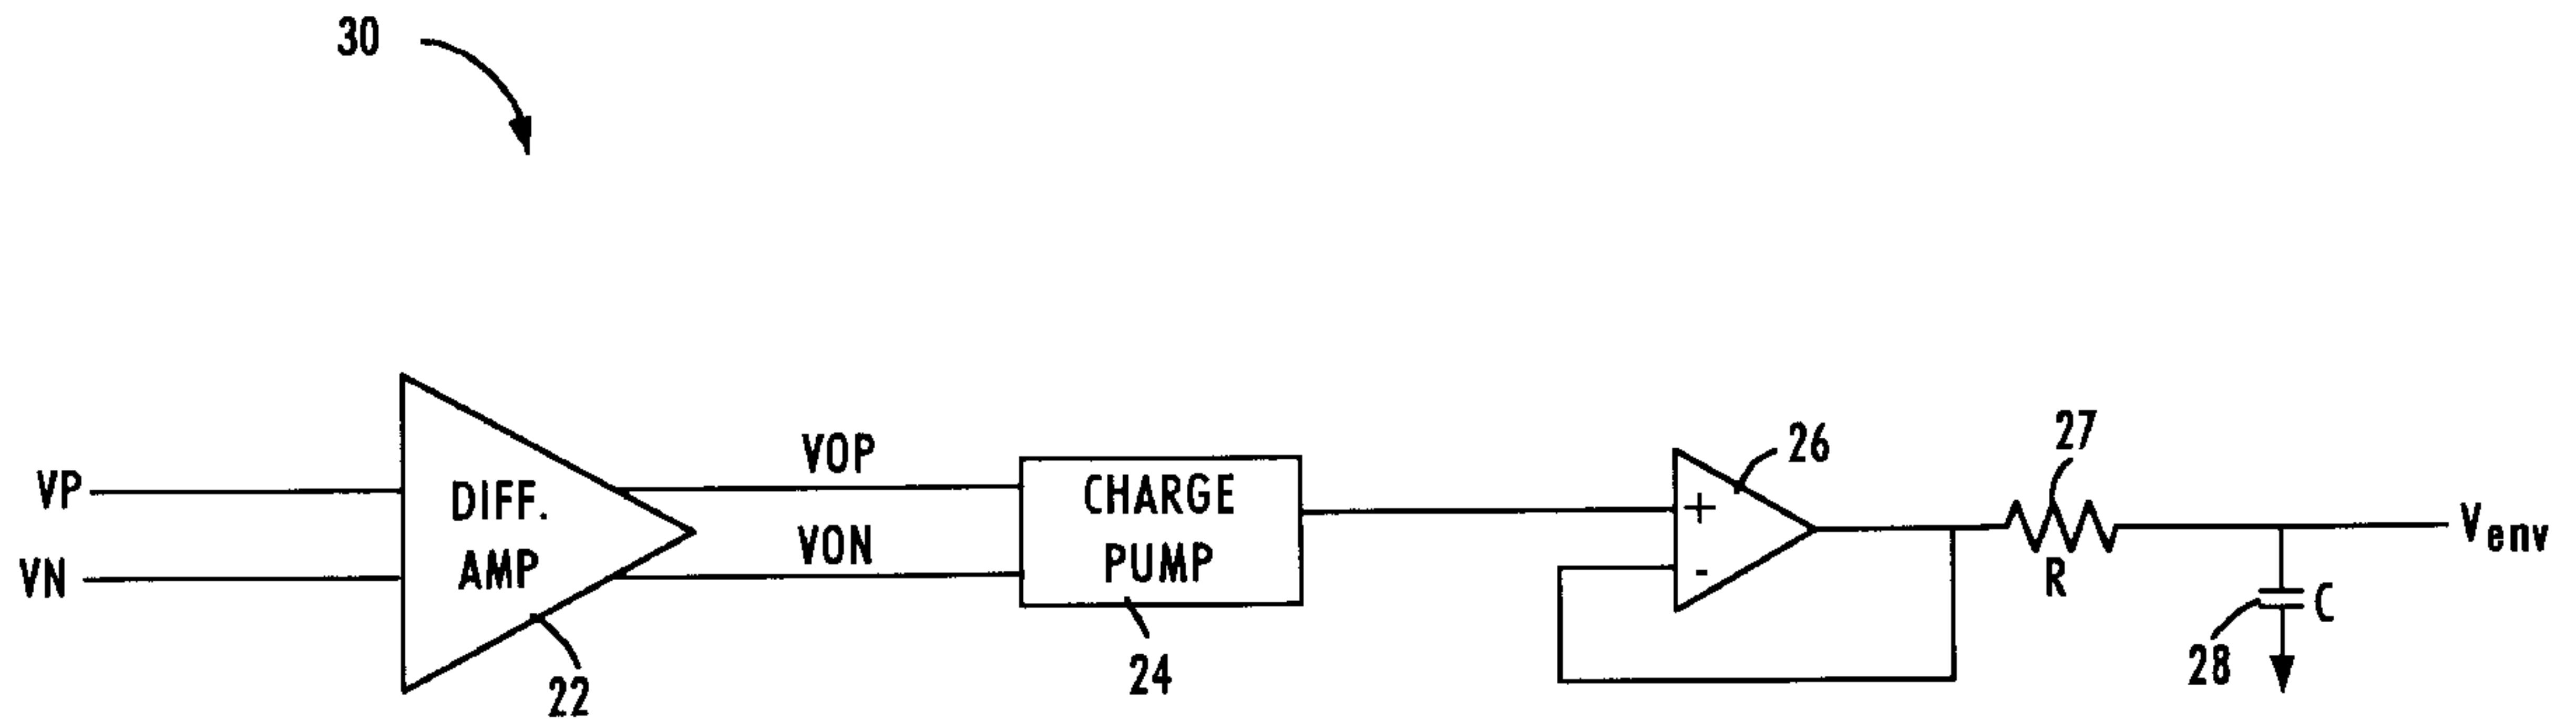 30
VP
VN
DIFF.
AMP
22
VOP
VON
CHARGE
PUMP
24
+
-
26
27
R
28
C
Venv